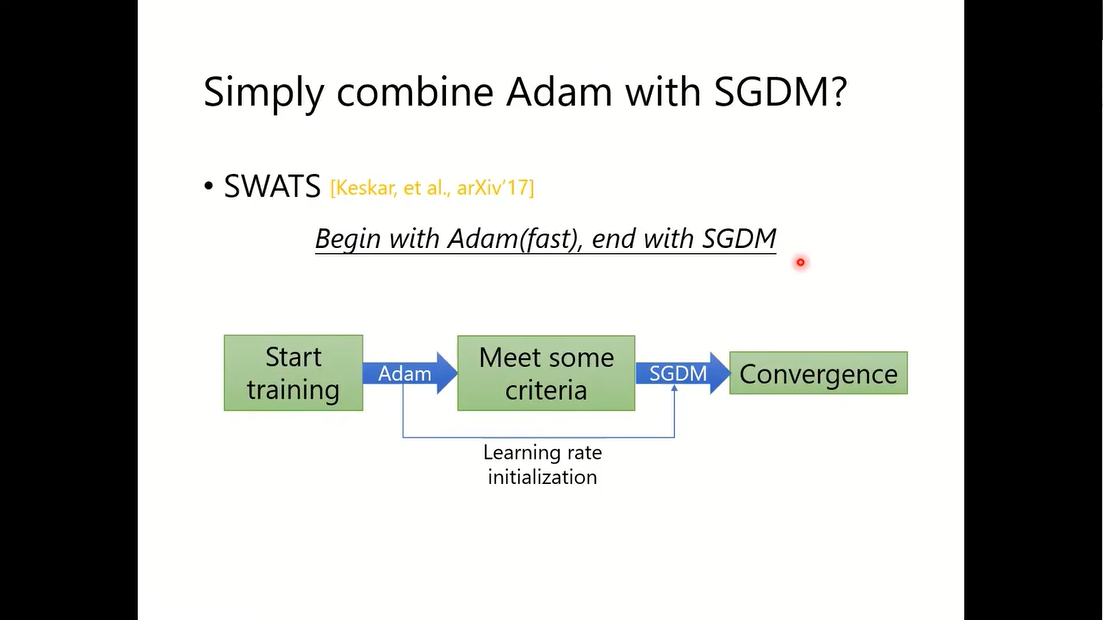 Simply combine Adam with SGDM?
• SWATS [Keskar, et al., arXiv'17]
Begin with Adam(fast), end with SGDM
Start
training
Adam
Meet some
criteria
SGDM
Convergence
Learning rate
initialization